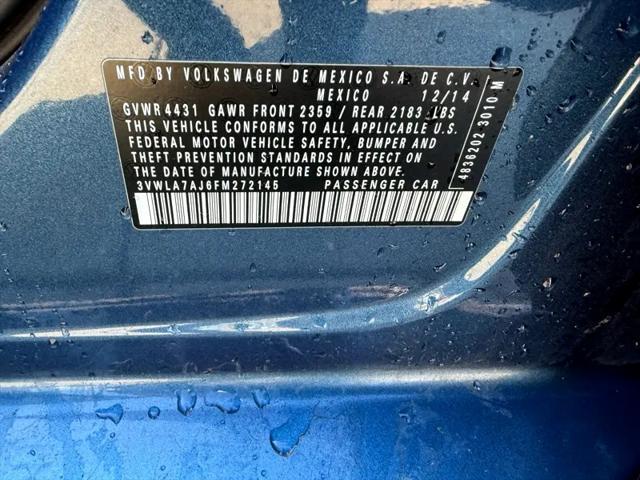 MFD BY VOLKSWAGEN DE MEXICO S.A. DE C.V.
MEXICO 12/14
GVWR 4431 GAWR FRONT 2359 / REAR 2183 LBS
THIS VEHICLE CONFORMS TO ALL APPLICABLE U.S.
FEDERAL MOTOR VEHICLE SAFETY, BUMPER AND
THEFT PREVENTION STANDARDS IN EFFECT ON
THE DATE OF MANUFACTURE SHOWN ABOVE
3VWLA7AJ6FM272145 PASSENGER CAR
4836202 3010 M